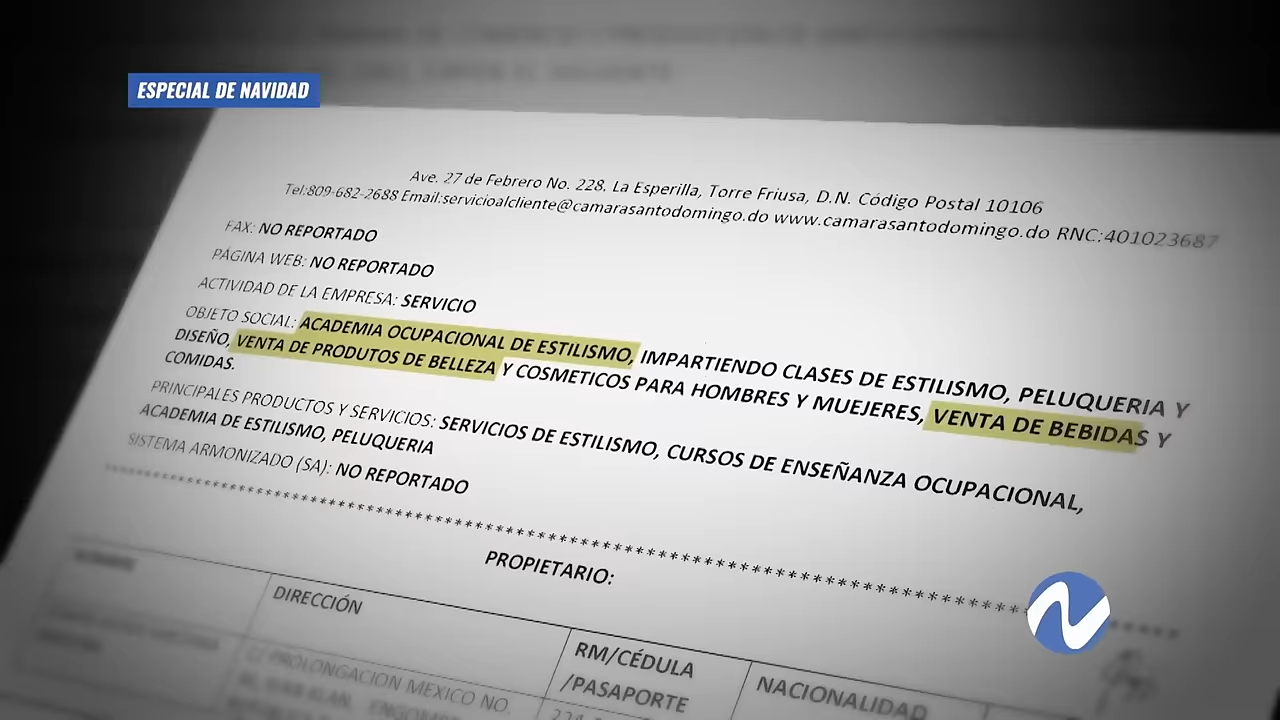 ESPECIAL DE NAVIDAD
Ave. 27 de Febrero No. 228, La Esperilla, Torre Friusa, D.N. Código Postal 10106
Tel:809-682-2688 Email:servicioalcliente@camarasantodomingo.do www.camarasantodomingo.do RNC:401023687
FAX: NO REPORTADO
PÁGINA WEB: NO REPORTADO
ACTIVIDAD DE LA EMPRESA: SERVICIO
OBJETO SOCIAL: ACADEMIA OCUPACIONAL DE ESTILISMO, IMPARTIENDO CLASES DE ESTILISMO, PELUQUERIA Y
DISEÑO, VENTA DE PRODUTOS DE BELLEZA Y COSMETICOS PARA HOMBRES Y MUEJERES, VENTA DE BEBIDAS Y
COMIDAS.
PRINCIPALES PRODUCTOS Y SERVICIOS: SERVICIOS DE ESTILISMO, CURSOS DE ENSEÑANZA OCUPACIONAL,
ACADEMIA DE ESTILISMO, PELUQUERIA
SISTEMA ARMONIZADO (SA): NO REPORTADO
PROPIETARIO:
DIRECCIÓN
RM/CÉDULA
/PASAPORTE
NACIONALIDAD
PROLONGACION MEXICO NO.